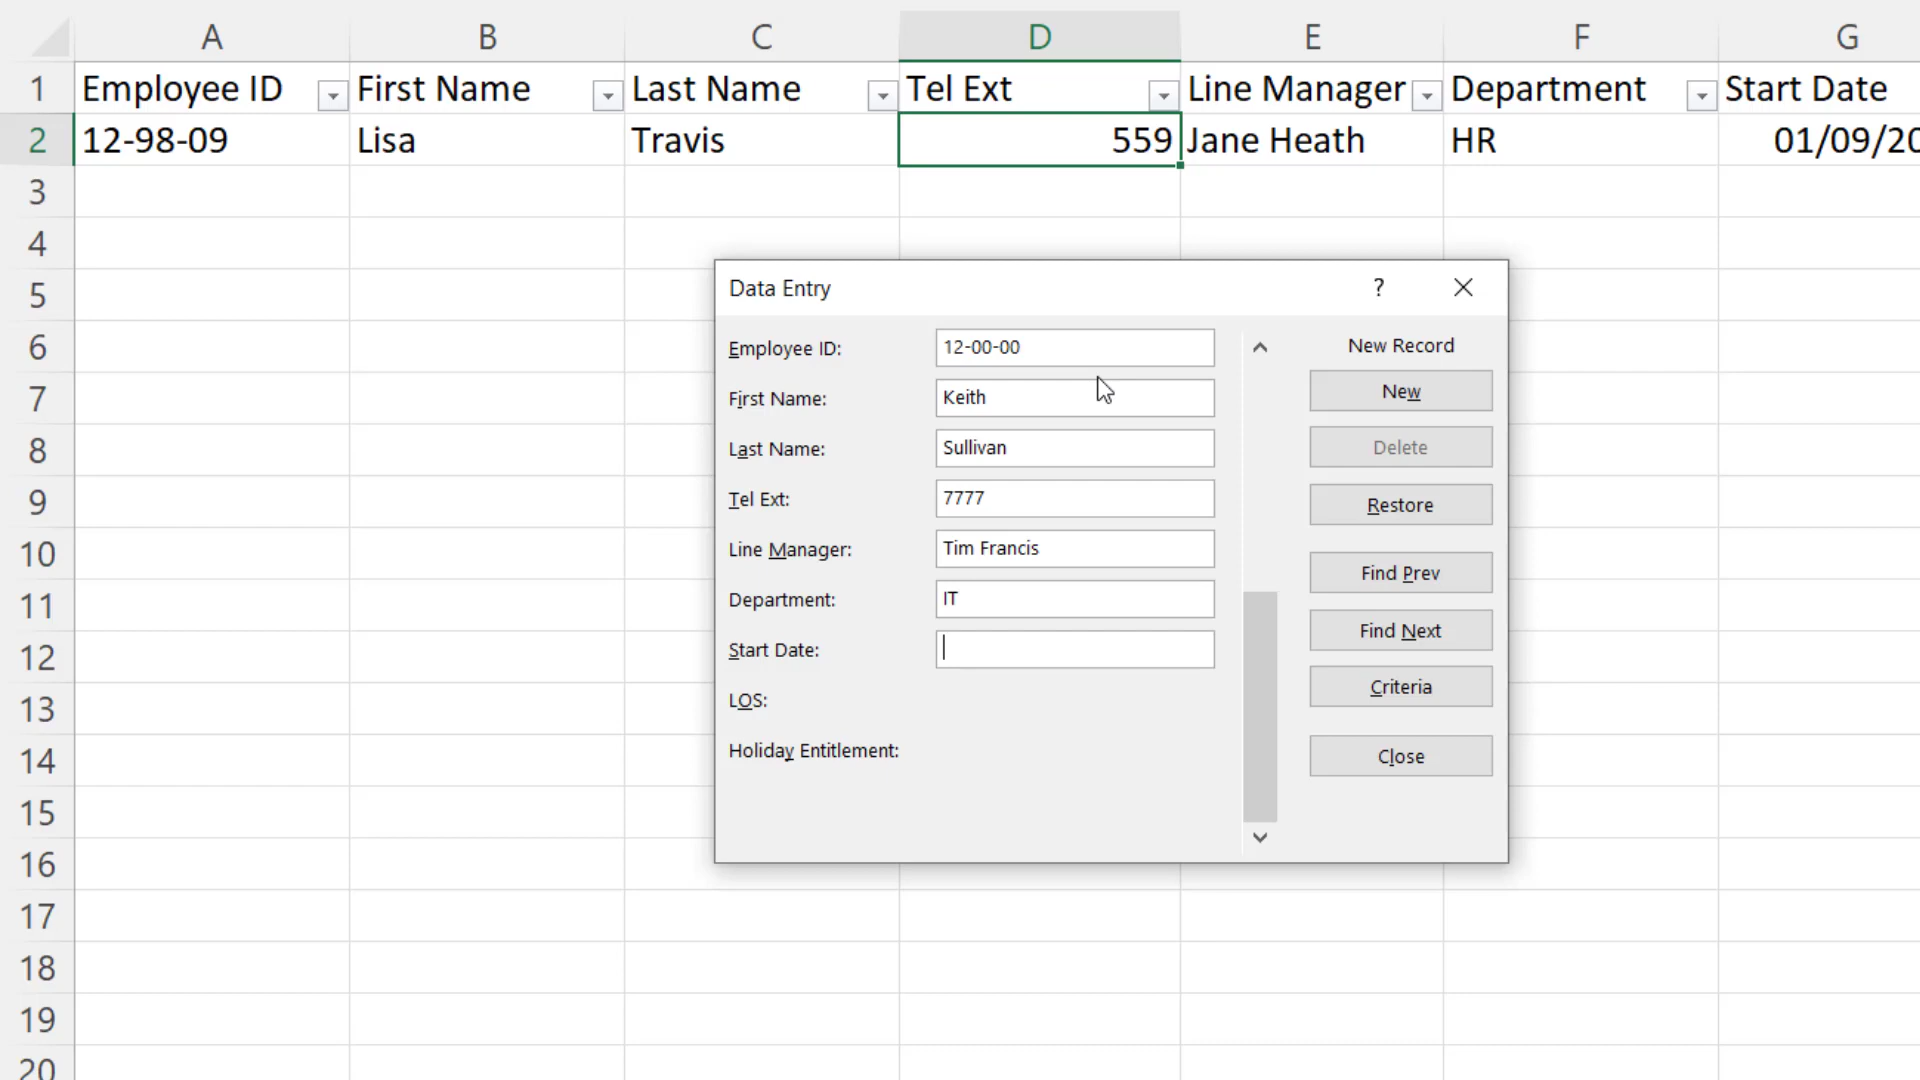 A B C D E F G
1 Employee ID First Name Last Name Tel Ext Line Manager Department Start Date
2 12-98-09 Lisa Travis 559 Jane Heath HR 01/09/20
3
4
5
6
7
8
9
10
11
12
13
14
15
16
17
18
19
20
Data Entry ?
Employee ID: 12-00-00
First Name: Keith
Last Name: Sullivan
Tel Ext: 7777
Line Manager: Tim Francis
Department: IT
Start Date:
LOS:
Holiday Entitlement:
New Record
New
Delete
Restore
Find Prev
Find Next
Criteria
Close